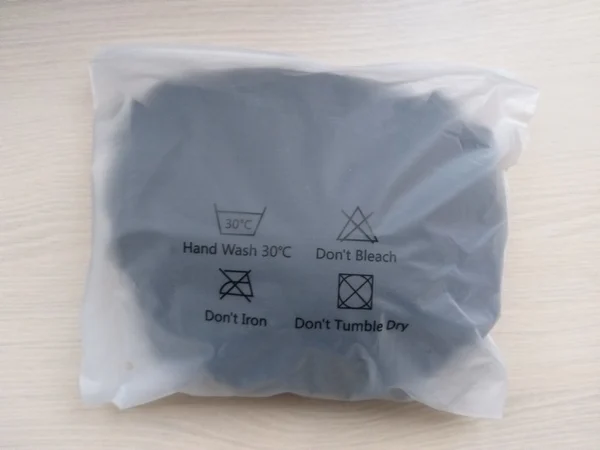 30°C
Hand Wash 30℃ Don't Bleach
Don't Iron Don't Tumble Dry